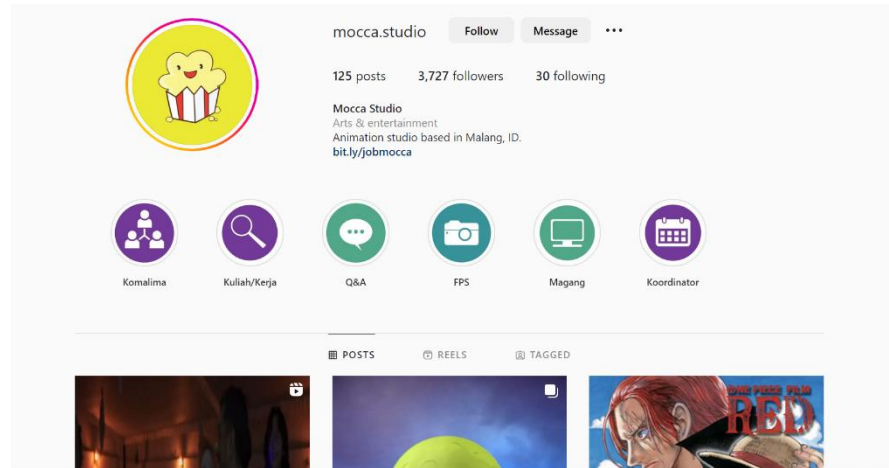 mocca.studio Follow Message
125 posts 3,727 followers 30 following
Mocca Studio
Arts & entertainment
Animation studio based in Malang, ID.
bit.ly/jobmocca
Komalima Kuliah/Kerja Q&A FPS Magang Koordinator
POSTS REELS TAGGED
ONE PIECE FILM
RED